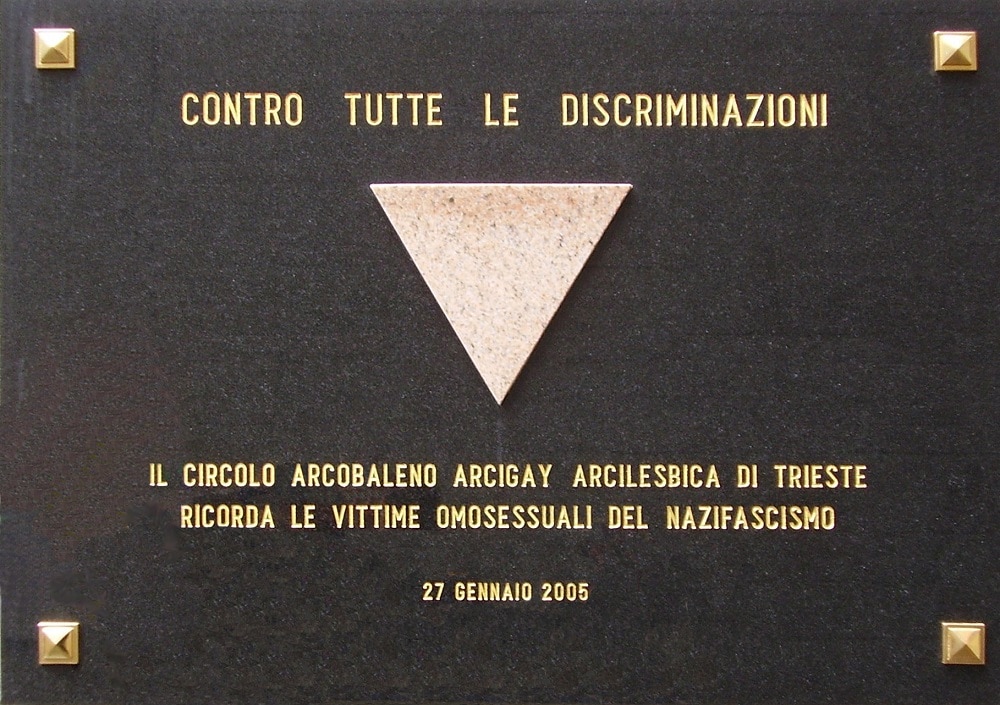 CONTRO TUTTE LE DISCRIMINAZIONI
IL CIRCOLO ARCOBALENO ARCIGAY ARCILESBICA DI TRIESTE
RICORDA LE VITTIME OMOSESSUALI DEL NAZIFASCISMO
27 GENNAIO 2005